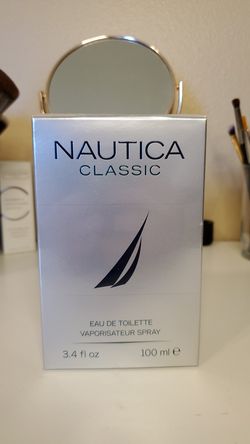 NAUTICA
CLASSIC
EAU DE TOILETTE
VAPORISATEUR SPRAY
3.4 fl oz 100 ml ℮